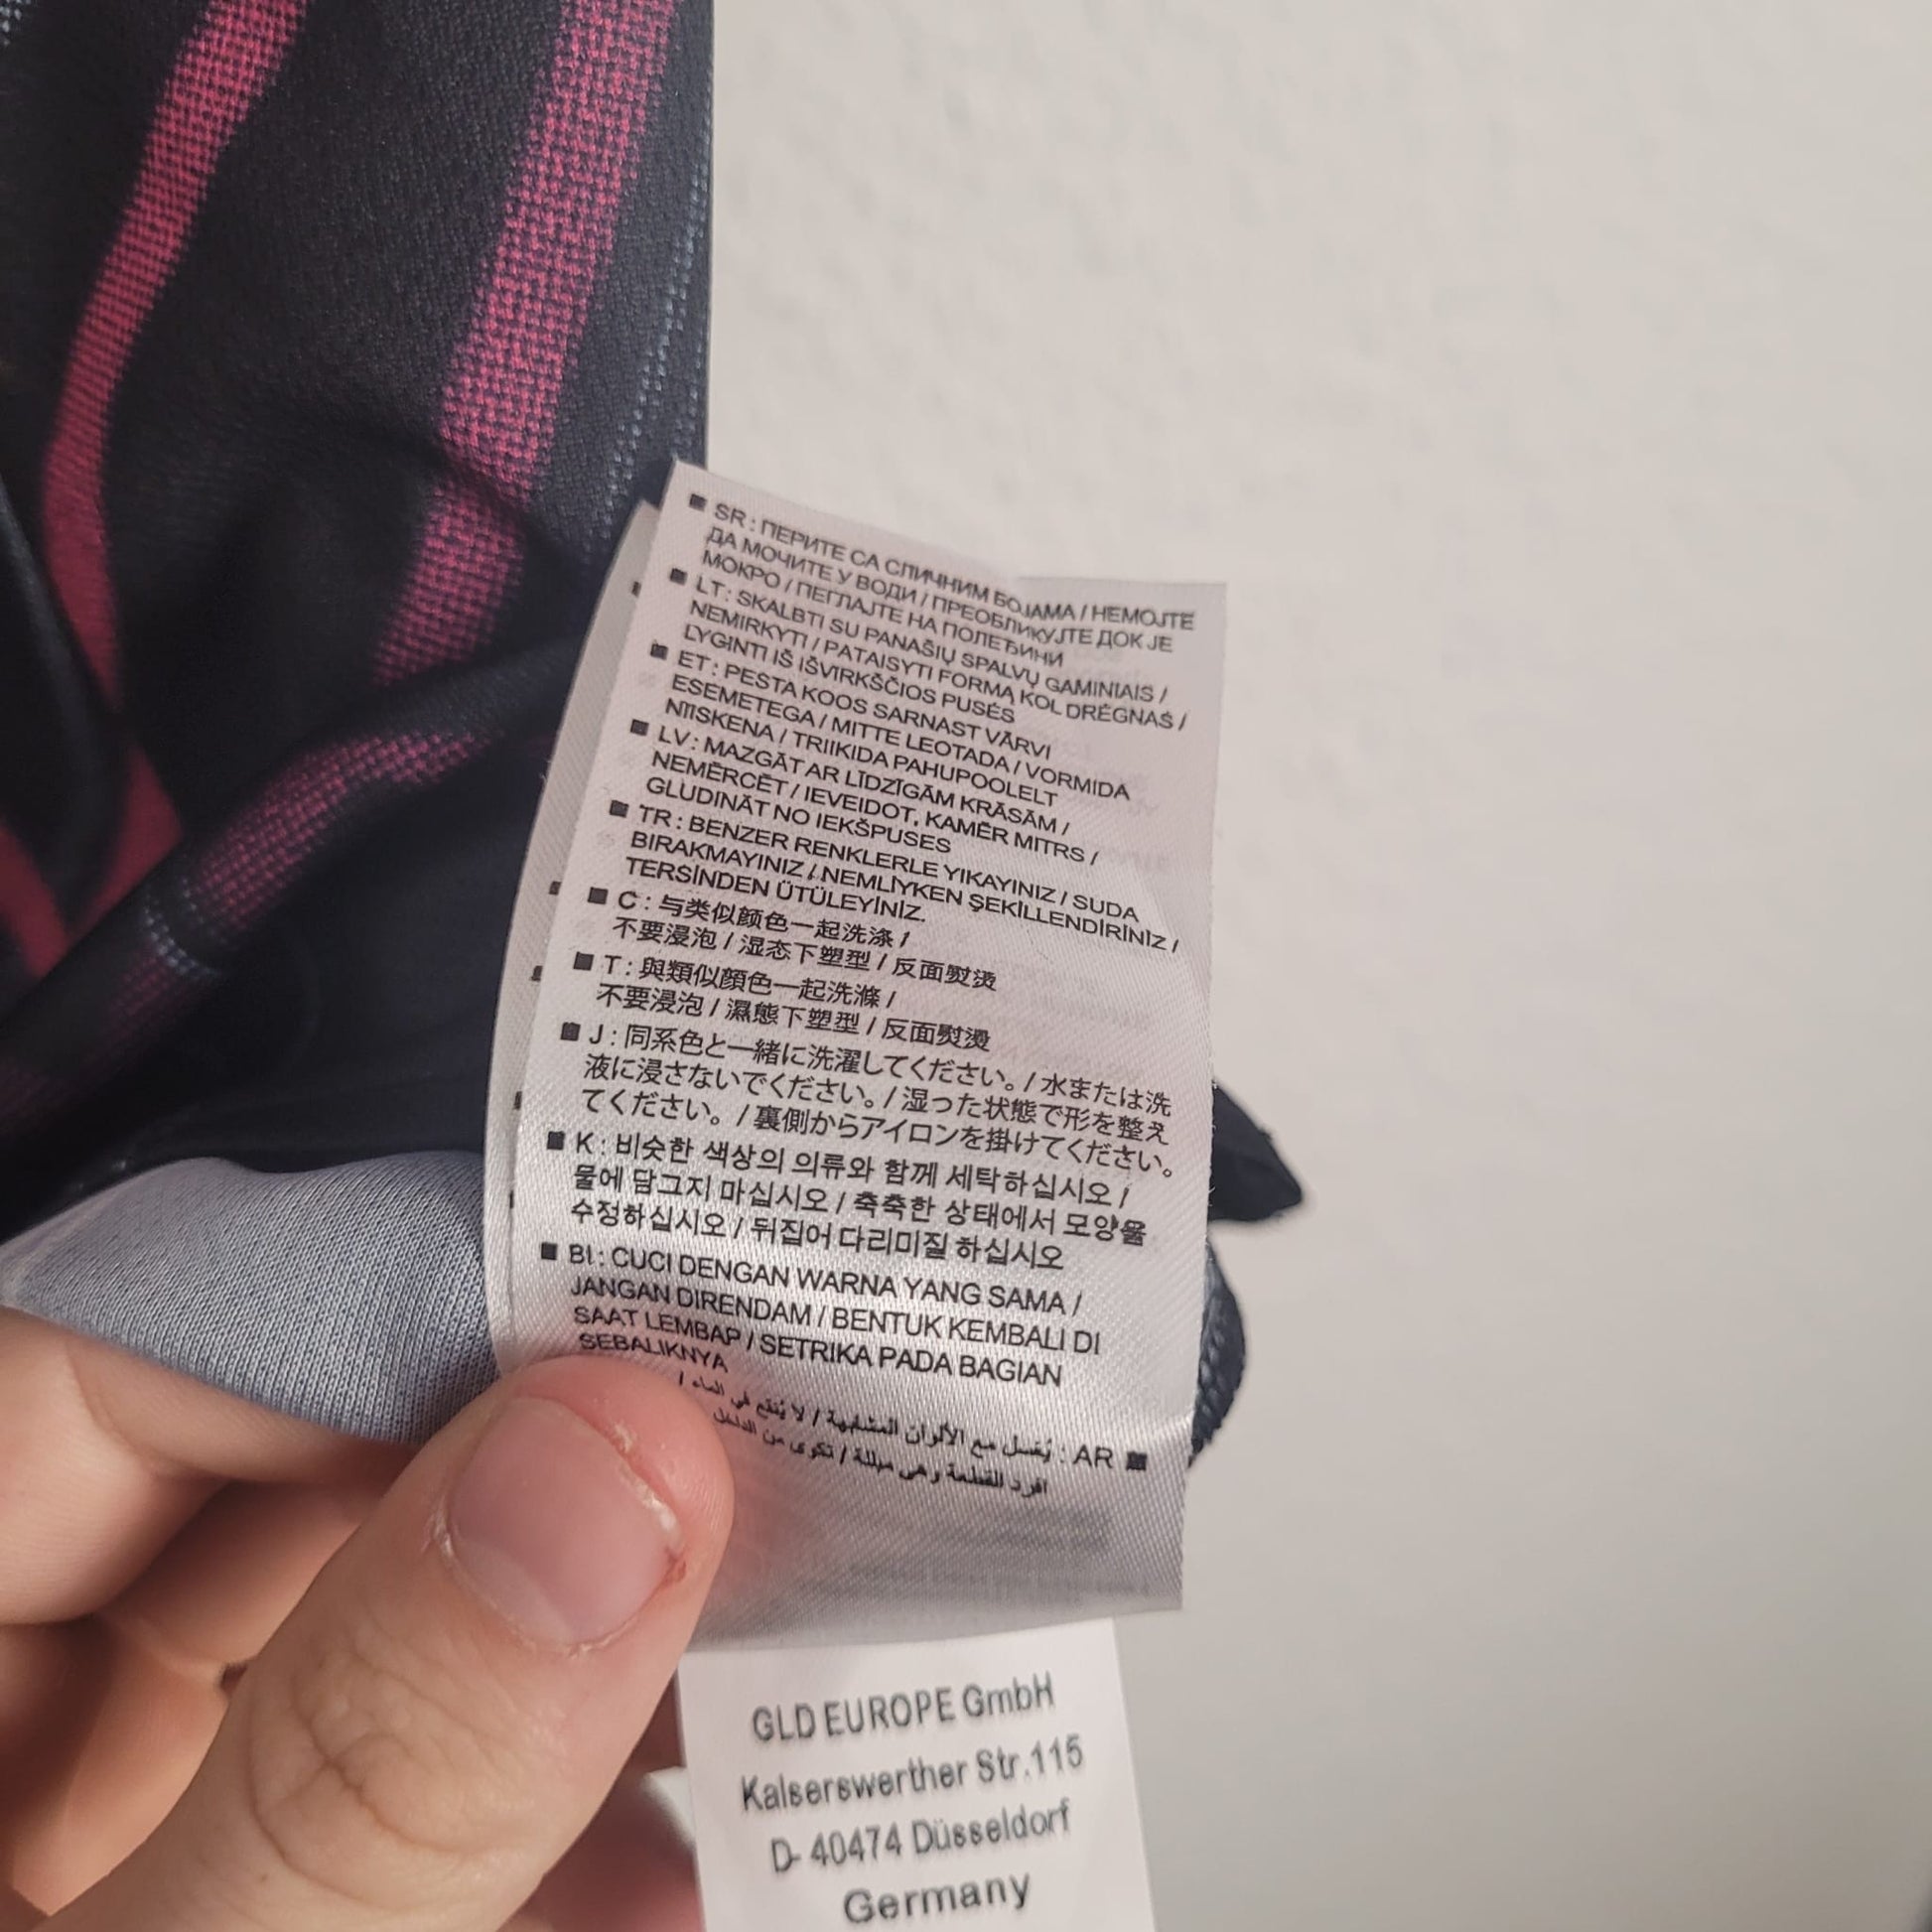 ■ SR : ПЕРИТЕ СА СЛИЧНИМ БОЈАМА / НЕМОЈТЕ
ДА МОЧИТЕ У ВОДИ / ПРЕОБЛИКУЈТЕ ДОК ЈЕ
МОКРО / ПЕГЛАЈТЕ НА ПОЛЕЂИНИ
■ LT : SKALBTI SU PANAŠIŲ SPALVŲ GAMINIAIS /
NEMIRKYTI / PATAISYTI FORMĄ KOL DRĖGNAS /
LYGINTI IŠ IŠVIRKŠČIOS PUSĖS
■ ET : PESTA KOOS SARNAST VÄRVI
ESEMETEGA / MITTE LEOTADA / VORMIDA
NIISKENA / TRIIKIDA PAHUPOOLELT
■ LV : MAZGĀT AR LĪDZĪGĀM KRĀSĀM /
NEMĒRCĒT / IEVEIDOT, KAMĒR MITRS /
GLUDINĀT NO IEKŠPUSES
■ TR : BENZER RENKLERLE YIKAYINIZ / SUDA
BIRAKMAYINIZ / NEMLİYKEN ŞEKİLLENDİRİNİZ /
TERSİNDEN ÜTÜLEYİNİZ.
■ C : 与类似颜色一起洗涤 /
不要浸泡 / 湿态下塑型 / 反面熨烫
■ T : 與類似顏色一起洗滌 /
不要浸泡 / 濕態下塑型 / 反面熨燙
■ J : 同系色と一緒に洗濯してください。/ 水または洗
液に浸さないでください。/ 湿った状態で形を整え
てください。/ 裏側からアイロンを掛けてください。
■ K : 비슷한 색상의 의류와 함께 세탁하십시오 /
물에 담그지 마십시오 / 축축한 상태에서 모양을
수정하십시오 / 뒤집어 다리미질 하십시오
■ BI : CUCI DENGAN WARNA YANG SAMA /
JANGAN DIRENDAM / BENTUK KEMBALI DI
SAAT LEMBAP / SETRIKA PADA BAGIAN
SEBALIKNYA
■ AR : يُغسل مع الألوان المتشابهة / لا يُنقع في الماء /
افرد القطعة وهي مبللة / تكوى من الداخل
GLD EUROPE GmbH
Kalserswerther Str.115
D- 40474 Düsseldorf
Germany